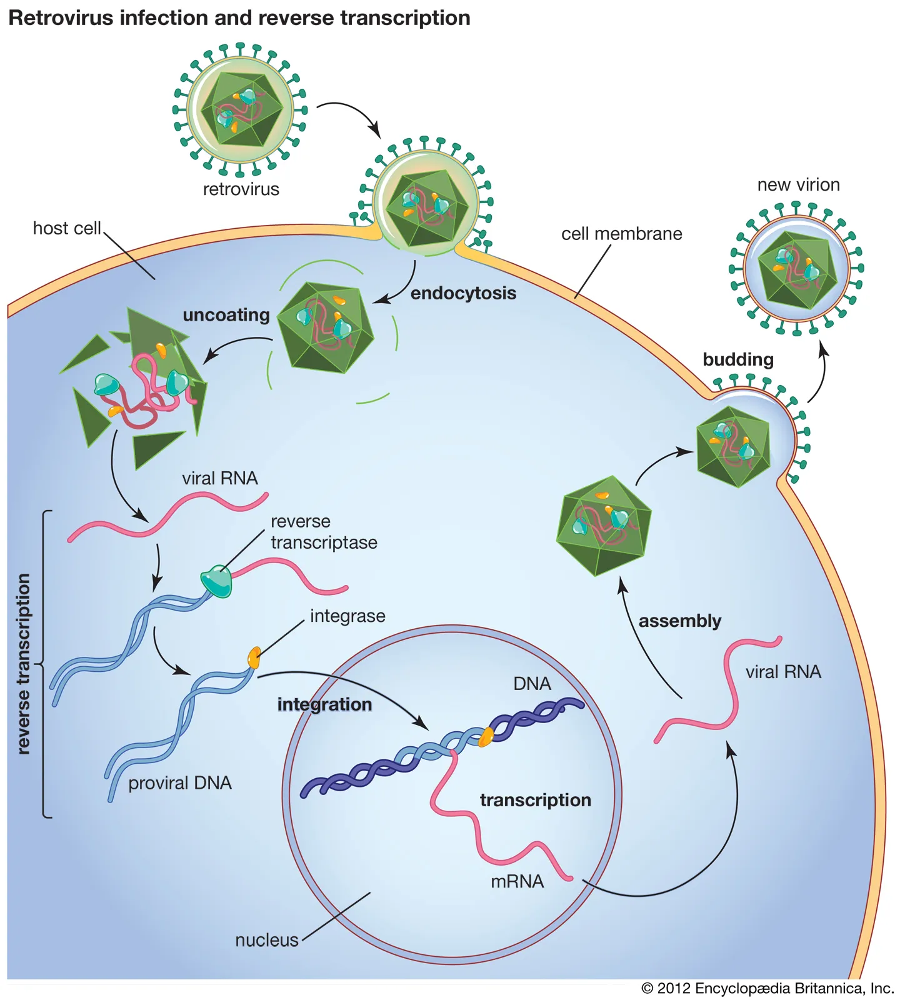 Retrovirus infection and reverse transcription
retrovirus
new virion
host cell
cell membrane
endocytosis
uncoating
budding
viral RNA
reverse
transcriptase
reverse transcription
integrase
assembly
viral RNA
DNA
integration
proviral DNA
transcription
mRNA
nucleus
© 2012 Encyclopædia Britannica, Inc.